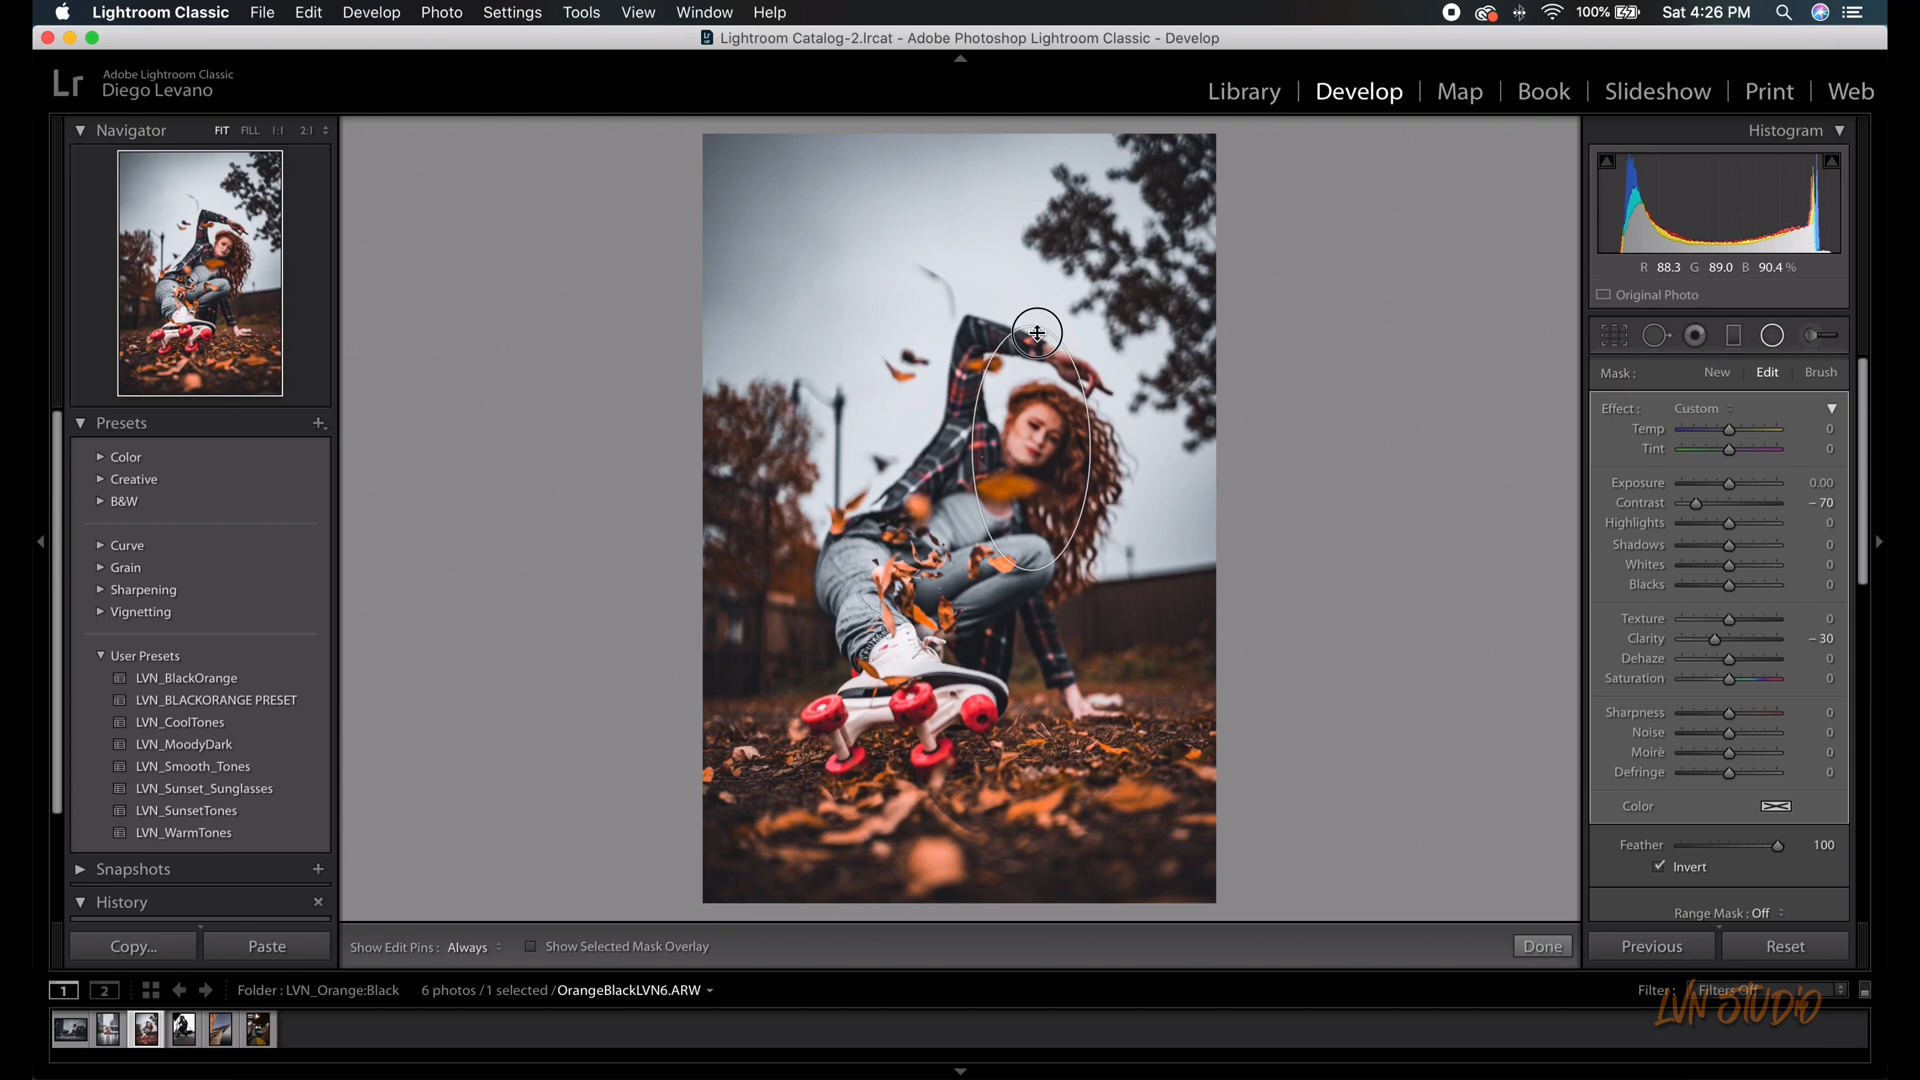 Lightroom Classic File Edit Develop Photo Settings Tools View Window Help 100% Sat 4:26 PM
Lr Lightroom Catalog-2.lrcat - Adobe Photoshop Lightroom Classic - Develop
Lr Adobe Lightroom Classic
Diego Levano
Library | Develop | Map | Book | Slideshow | Print | Web
Navigator FIT FILL 1:1 2:1
Presets +
Color
Creative
B&W
Curve
Grain
Sharpening
Vignetting
User Presets
LVN_BlackOrange
LVN_BLACKORANGE PRESET
LVN_CoolTones
LVN_MoodyDark
LVN_Smooth_Tones
LVN_Sunset_Sunglasses
LVN_SunsetTones
LVN_WarmTones
Snapshots +
History ×
Copy... Paste
Show Edit Pins : Always Show Selected Mask Overlay Done
Histogram
R 88.3 G 89.0 B 90.4 %
Original Photo
Mask : New Edit Brush
Effect : Custom
Temp 0
Tint 0
Exposure 0.00
Contrast – 70
Highlights 0
Shadows 0
Whites 0
Blacks 0
Texture 0
Clarity – 30
Dehaze 0
Saturation 0
Sharpness 0
Noise 0
Moiré 0
Defringe 0
Color
Feather 100
Invert
Range Mask : Off
Previous Reset
1 2 Folder : LVN_Orange:Black 6 photos / 1 selected / OrangeBlackLVN6.ARW Filter : Filters Off
LVN STUDIO